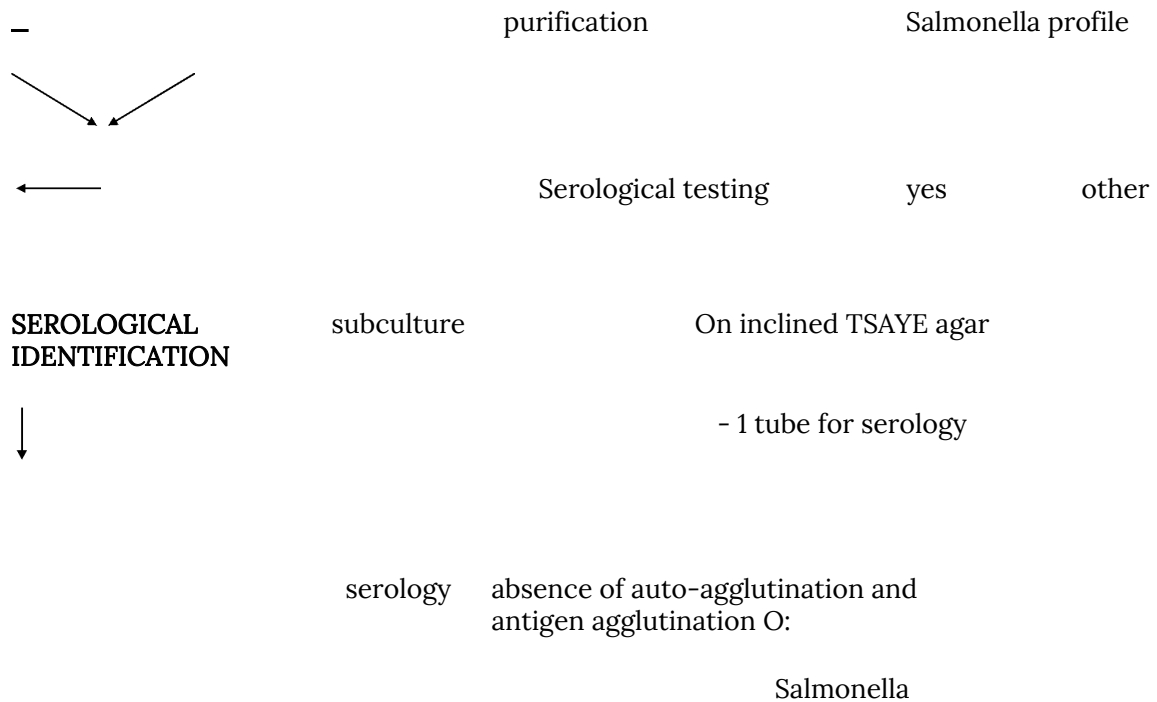 –
purification Salmonella profile
Serological testing yes other
SEROLOGICAL subculture On inclined TSAYE agar
IDENTIFICATION
- 1 tube for serology
serology absence of auto-agglutination and
antigen agglutination O:
Salmonella